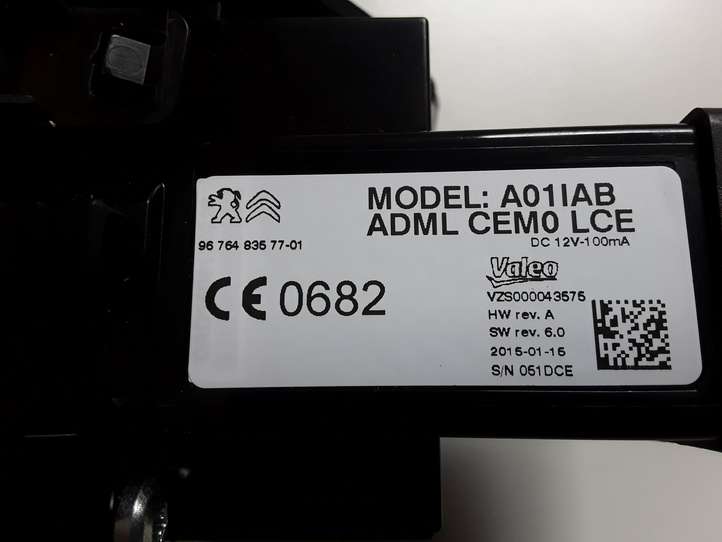 MODEL: A01IAB
ADML CEM0 LCE
DC 12V-100mA
96 764 835 77-01
CE 0682
Valeo
VZS000043575
HW rev. A
SW rev. 6.0
2015-01-15
S/N 051DCE